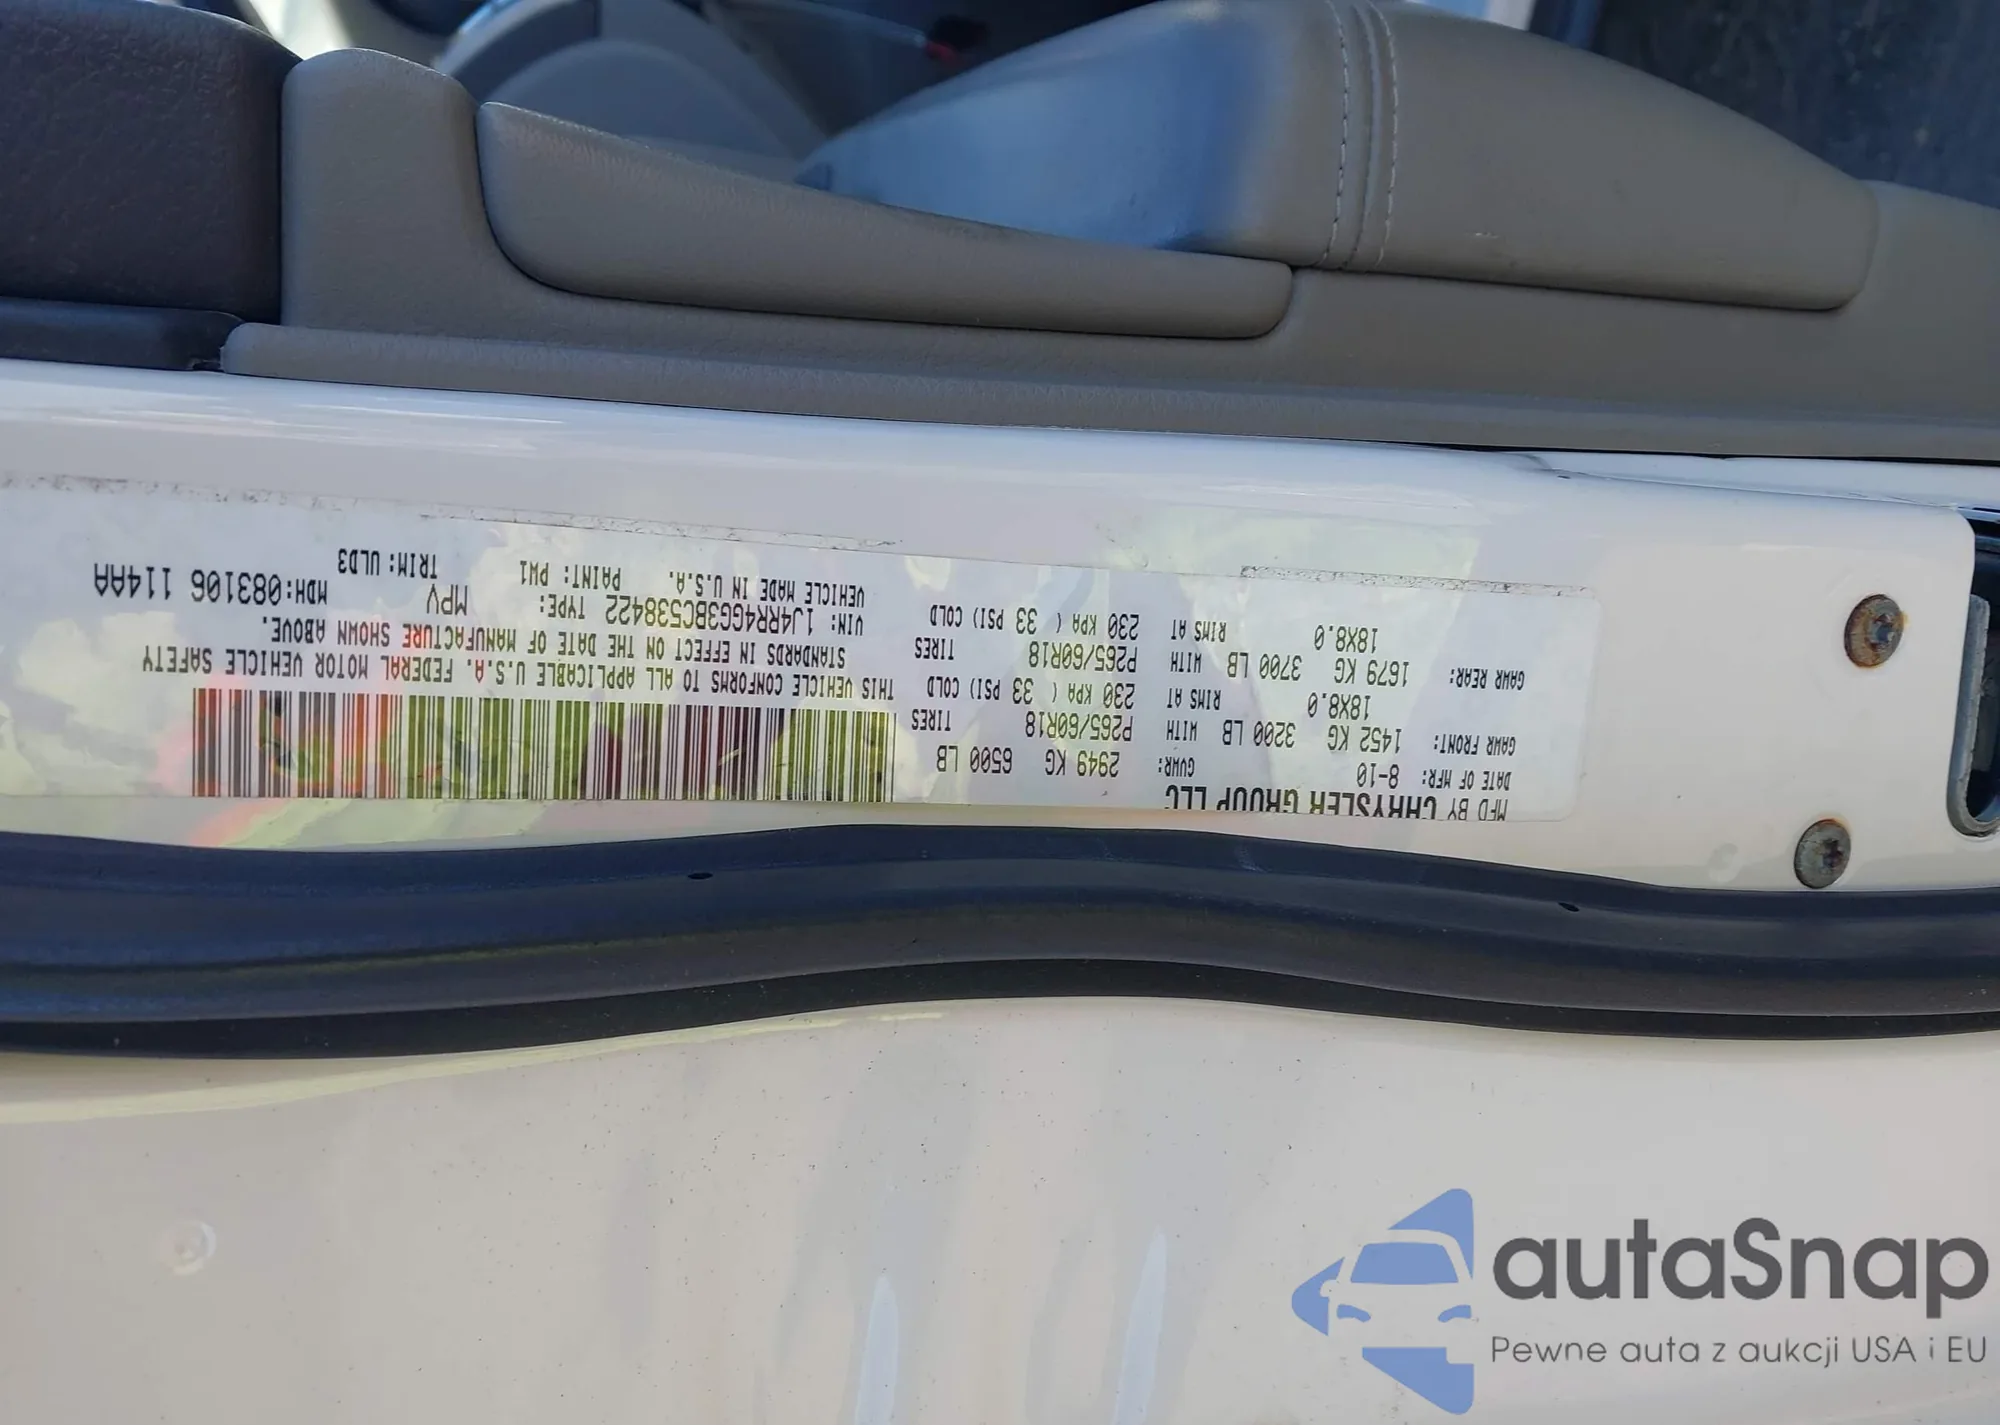 MFD BY CHRYSLER GROUP LLC
DATE OF MFR: 8-10 GVWR: 2949 KG 6500 LB
GAWR FRONT: 1452 KG 3200 LB WITH P265/60R18 TIRES
18X8.0 RIMS AT 230 KPA ( 33 PSI) COLD
GAWR REAR: 1679 KG 3700 LB WITH P265/60R18 TIRES
18X8.0 RIMS AT 230 KPA ( 33 PSI) COLD
THIS VEHICLE CONFORMS TO ALL APPLICABLE U.S.A. FEDERAL MOTOR VEHICLE SAFETY
STANDARDS IN EFFECT ON THE DATE OF MANUFACTURE SHOWN ABOVE.
VIN: 1J4RR4GG3BC538422 TYPE: MPV MDH:083106 114AA
VEHICLE MADE IN U.S.A. PAINT: PW1 TRIM: ULD3
autaSnap
Pewne auta z aukcji USA i EU